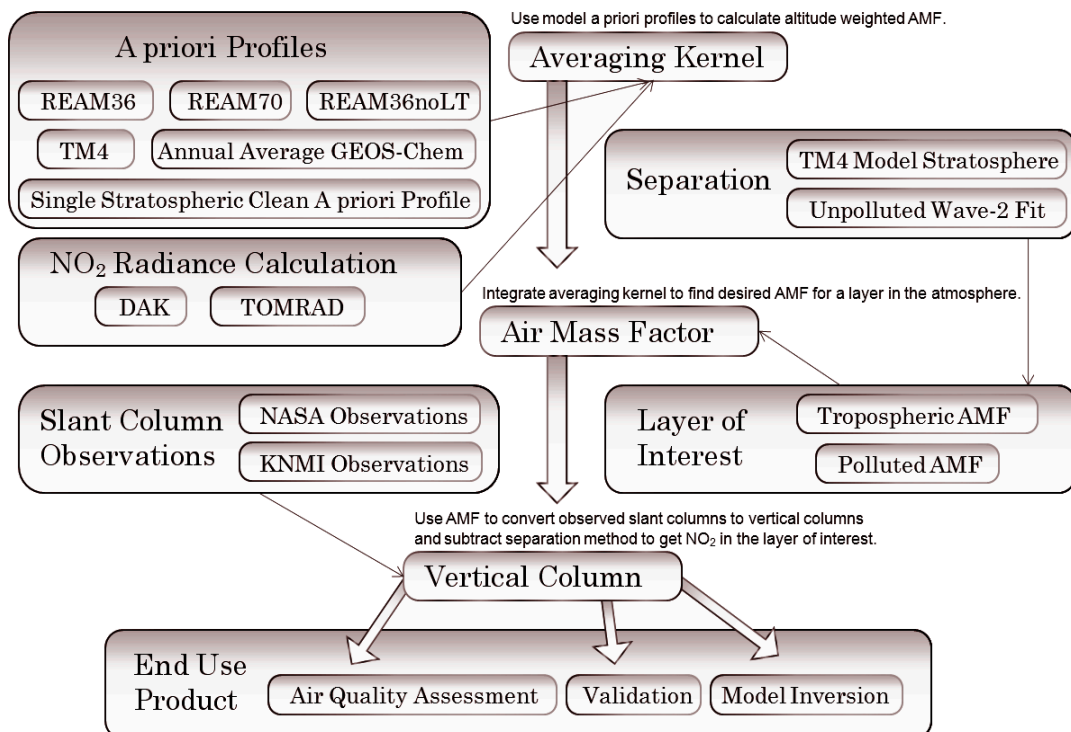 Use model a priori profiles to calculate altitude weighted AMF.
A priori Profiles
REAM36
REAM70
REAM36noLT
TM4
Annual Average GEOS-Chem
Single Stratospheric Clean A priori Profile
Averaging Kernel
Separation
TM4 Model Stratosphere
Unpolluted Wave-2 Fit
NO₂ Radiance Calculation
DAK
TOMRAD
Integrate averaging kernel to find desired AMF for a layer in the atmosphere.
Air Mass Factor
Slant Column
Observations
NASA Observations
KNMI Observations
Layer of
Interest
Tropospheric AMF
Polluted AMF
Use AMF to convert observed slant columns to vertical columns
and subtract separation method to get NO₂ in the layer of interest.
Vertical Column
End Use
Product
Air Quality Assessment
Validation
Model Inversion